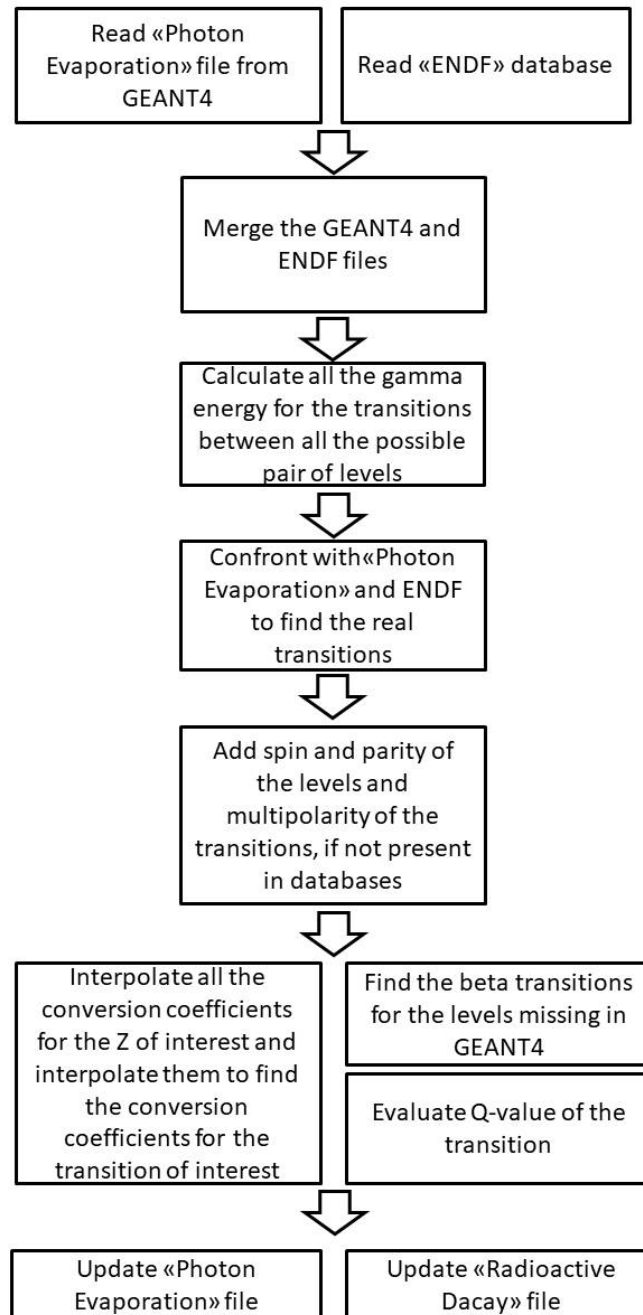 Read «Photon
Evaporation» file from
GEANT4
Read «ENDF» database
Merge the GEANT4 and
ENDF files
Calculate all the gamma
energy for the transitions
between all the possible
pair of levels
Confront with«Photon
Evaporation» and ENDF
to find the real
transitions
Add spin and parity of
the levels and
multipolarity of the
transitions, if not present
in databases
Interpolate all the
conversion coefficients
for the Z of interest and
interpolate them to find
the conversion
coefficients for the
transition of interest
Find the beta transitions
for the levels missing in
GEANT4
Evaluate Q-value of the
transition
Update «Photon
Evaporation» file
Update «Radioactive
Dacay» file